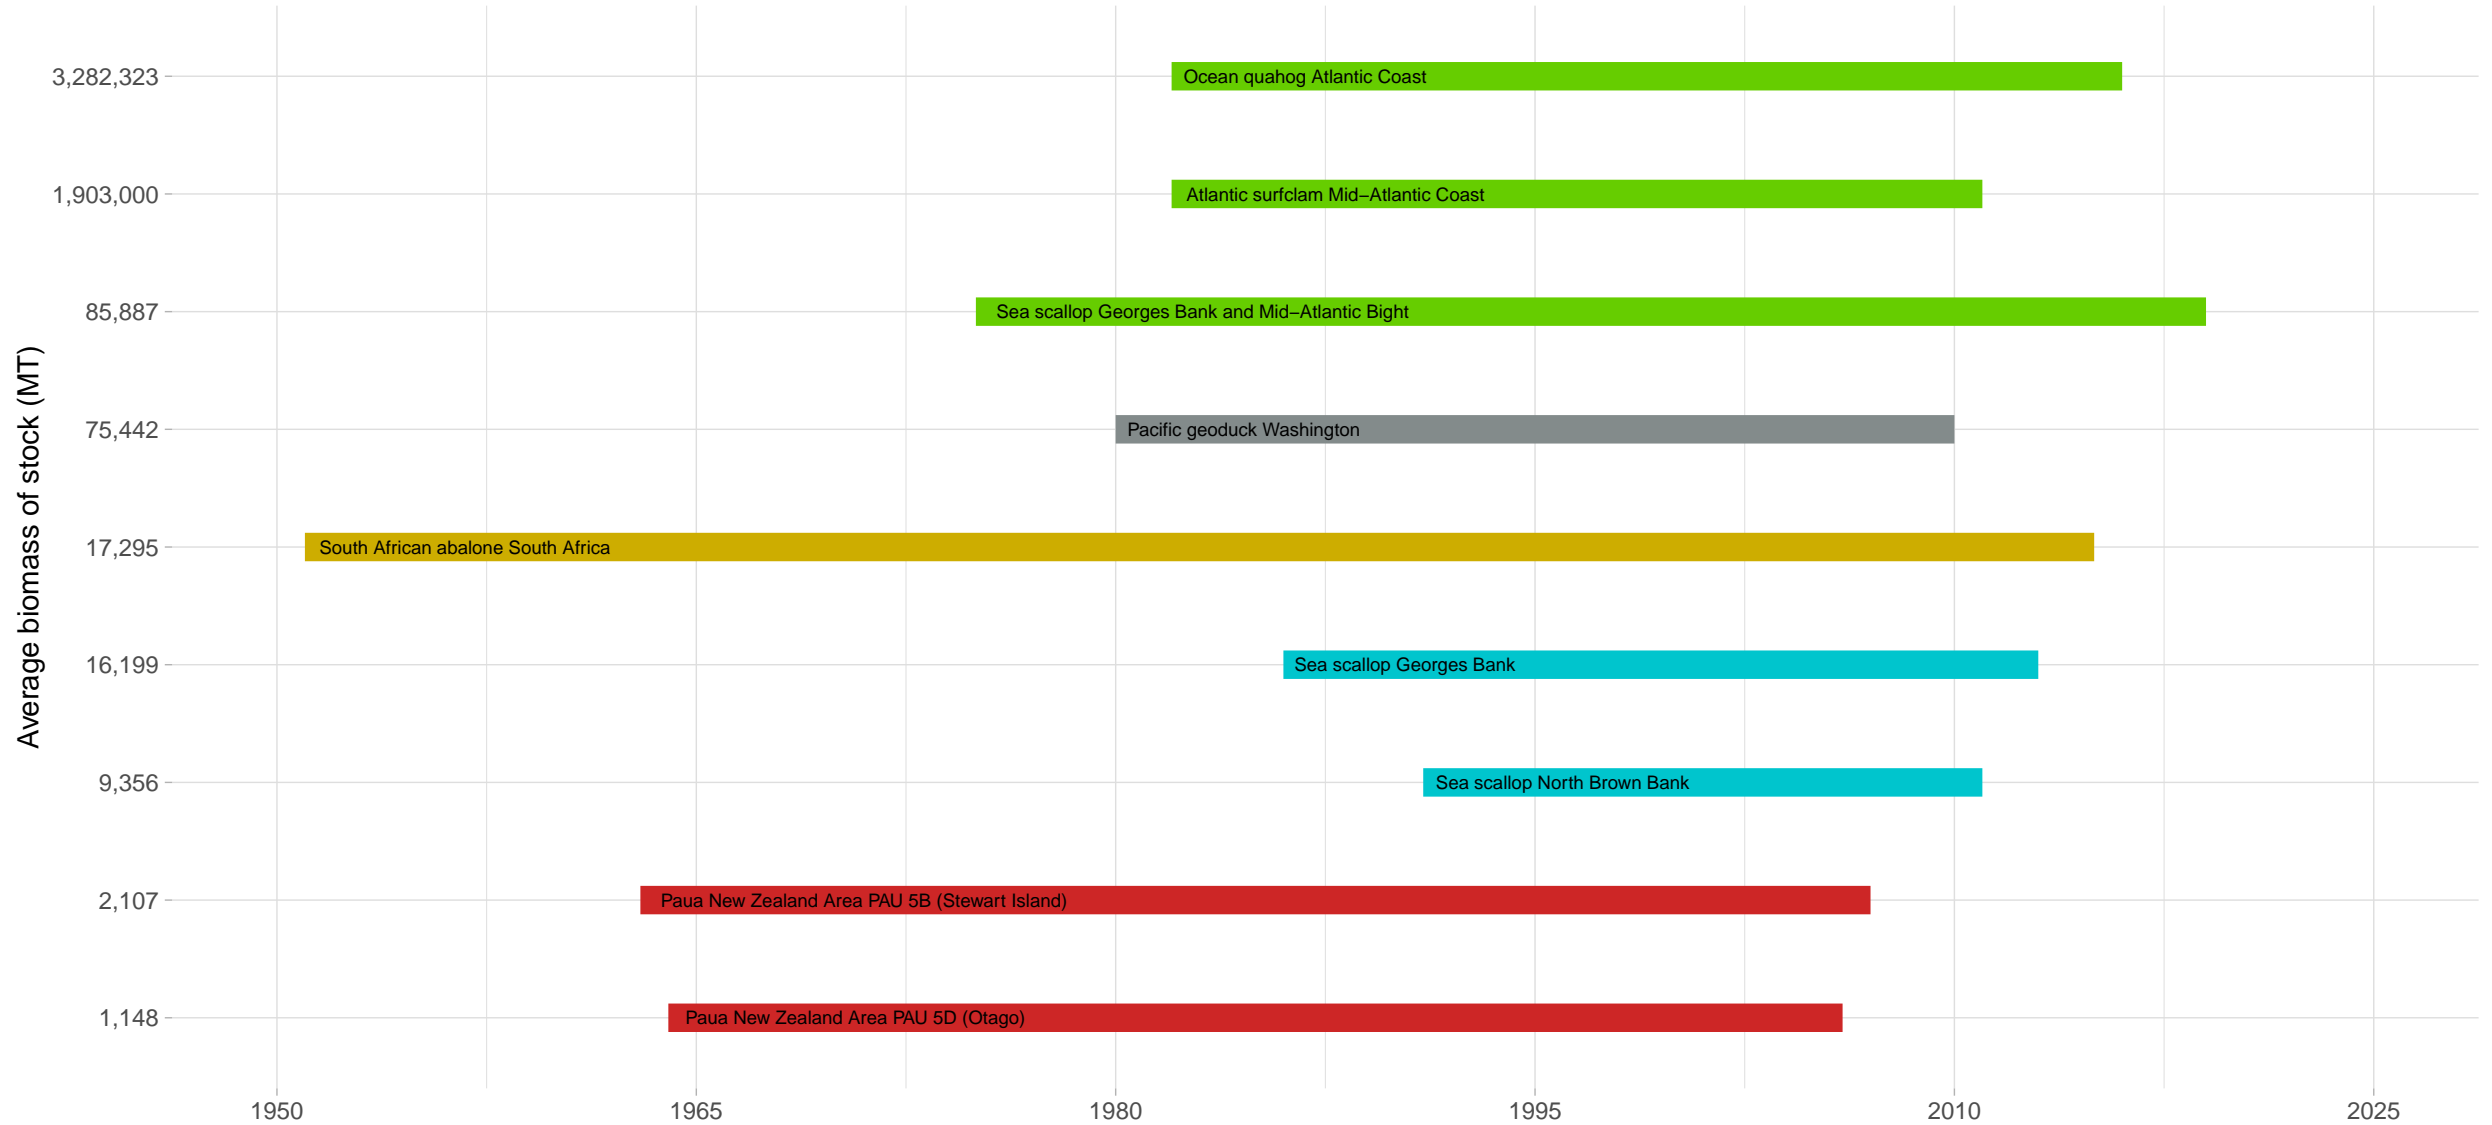 3,282,323
Ocean quahog Atlantic Coast
1,903,000
Atlantic surfclam Mid−Atlantic Coast
85,887
Sea scallop Georges Bank and Mid−Atlantic Bight
75,442
Pacific geoduck Washington
17,295
South African abalone South Africa
16,199
Sea scallop Georges Bank
9,356
Sea scallop North Brown Bank
2,107
Paua New Zealand Area PAU 5B (Stewart Island)
1,148
Paua New Zealand Area PAU 5D (Otago)
Average biomass of stock (MT)
1950 1965 1980 1995 2010 2025